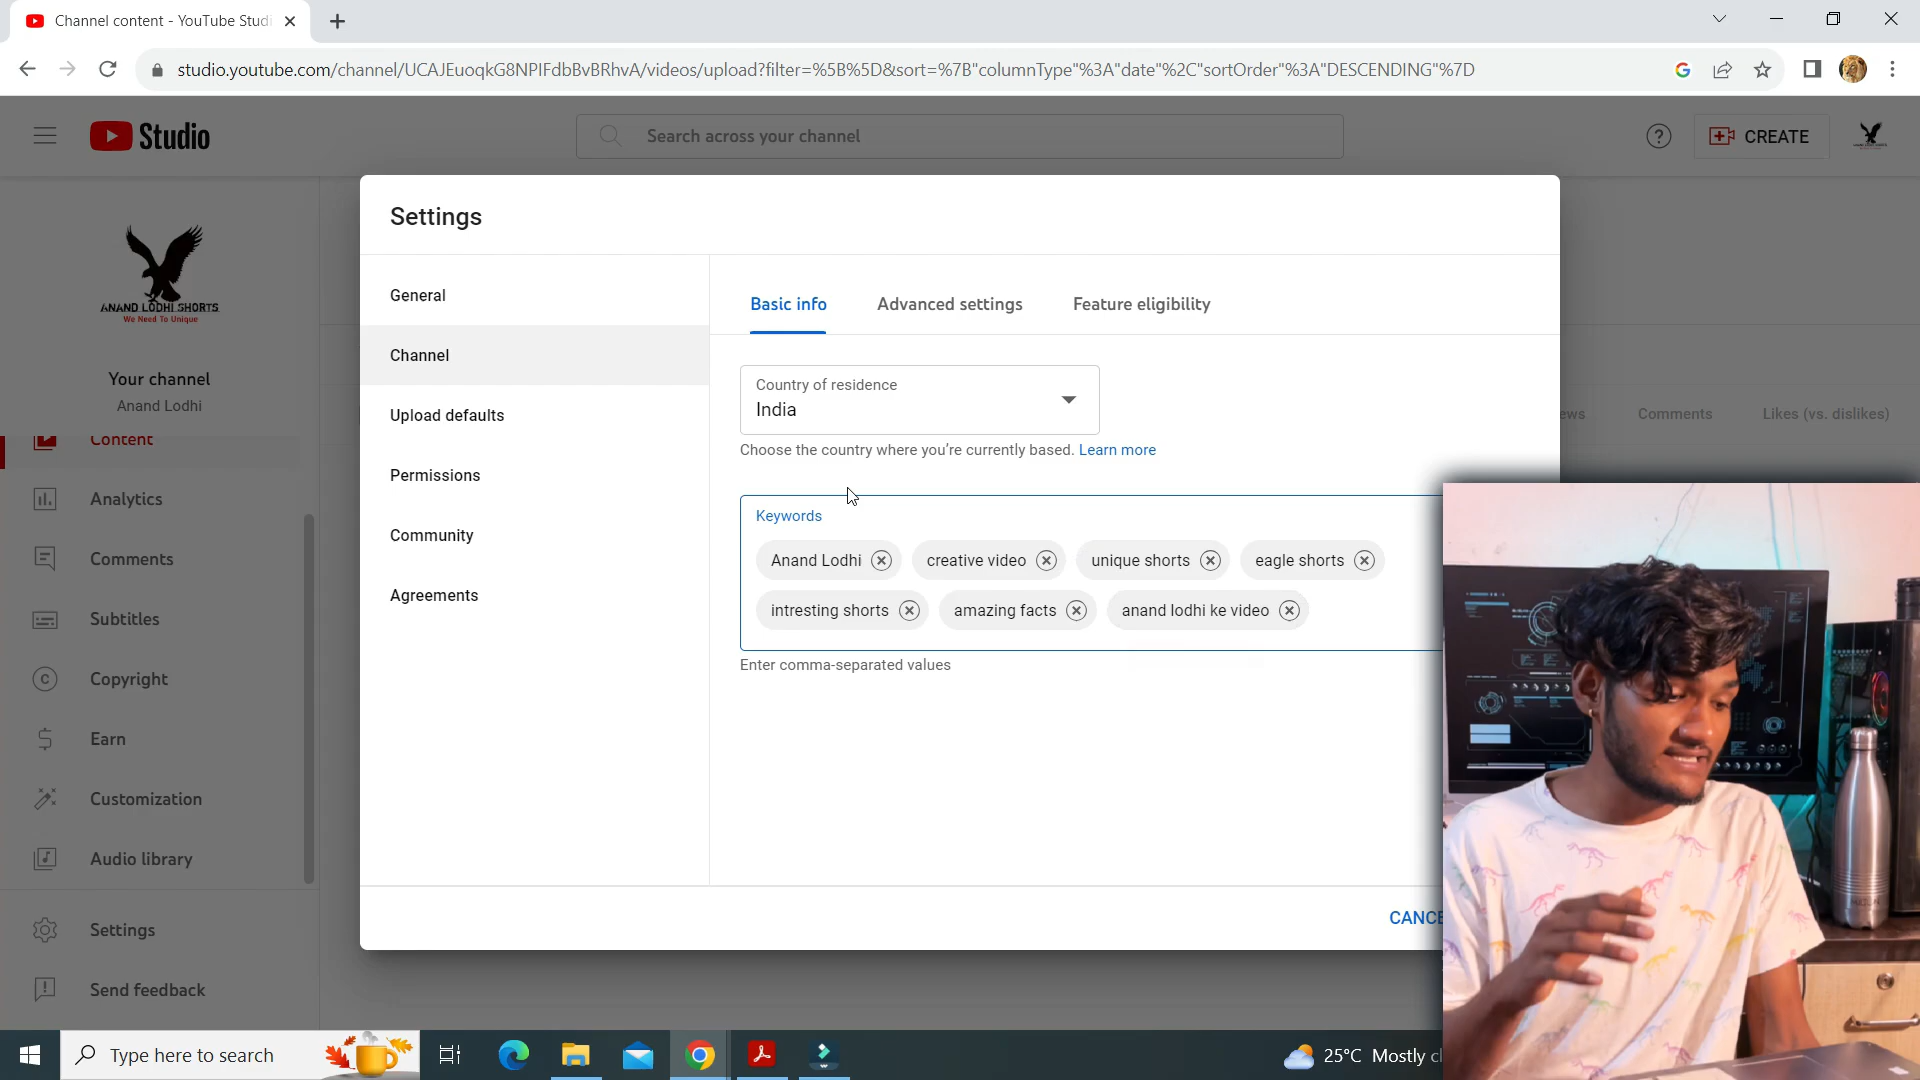 Channel content - YouTube Studi
studio.youtube.com/channel/UCAJEuoqkG8NPIFdbBvBRhvA/videos/upload?filter=%5B%5D&sort=%7B"columnType"%3A"date"%2C"sortOrder"%3A"DESCENDING"%7D
Studio
Search across your channel
CREATE
Settings
ANAND LODHI SHORTS
We Need To Unique
Your channel
Anand Lodhi
Content
Analytics
Comments
Subtitles
Copyright
Earn
Customization
Audio library
Settings
Send feedback
General
Channel
Upload defaults
Permissions
Community
Agreements
Basic info
Advanced settings
Feature eligibility
Country of residence
India
Choose the country where you're currently based. Learn more
Keywords
Anand Lodhi
creative video
unique shorts
eagle shorts
intresting shorts
amazing facts
anand lodhi ke video
Enter comma-separated values
Comments
Likes (vs. dislikes)
Type here to search
25°C Mostly